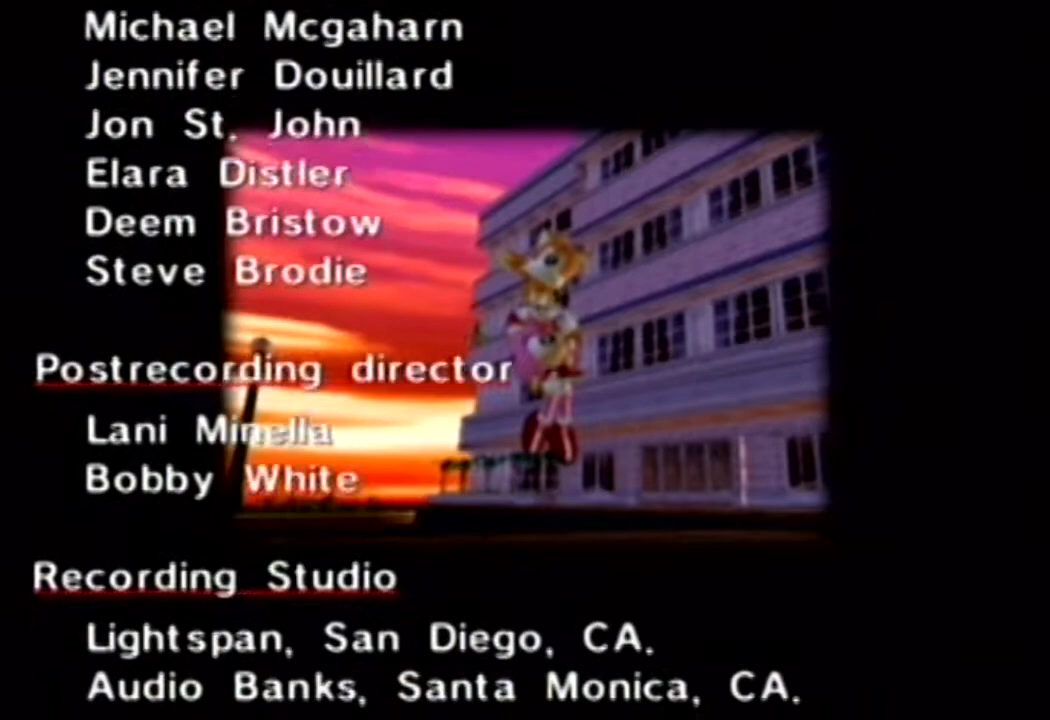 Michael Mcgaharn
Jennifer Douillard
Jon St. John
Elara Distler
Deem Bristow
Steve Brodie
Postrecording director
Lani Minella
Bobby White
Recording Studio
Lightspan, San Diego, CA.
Audio Banks, Santa Monica, CA.